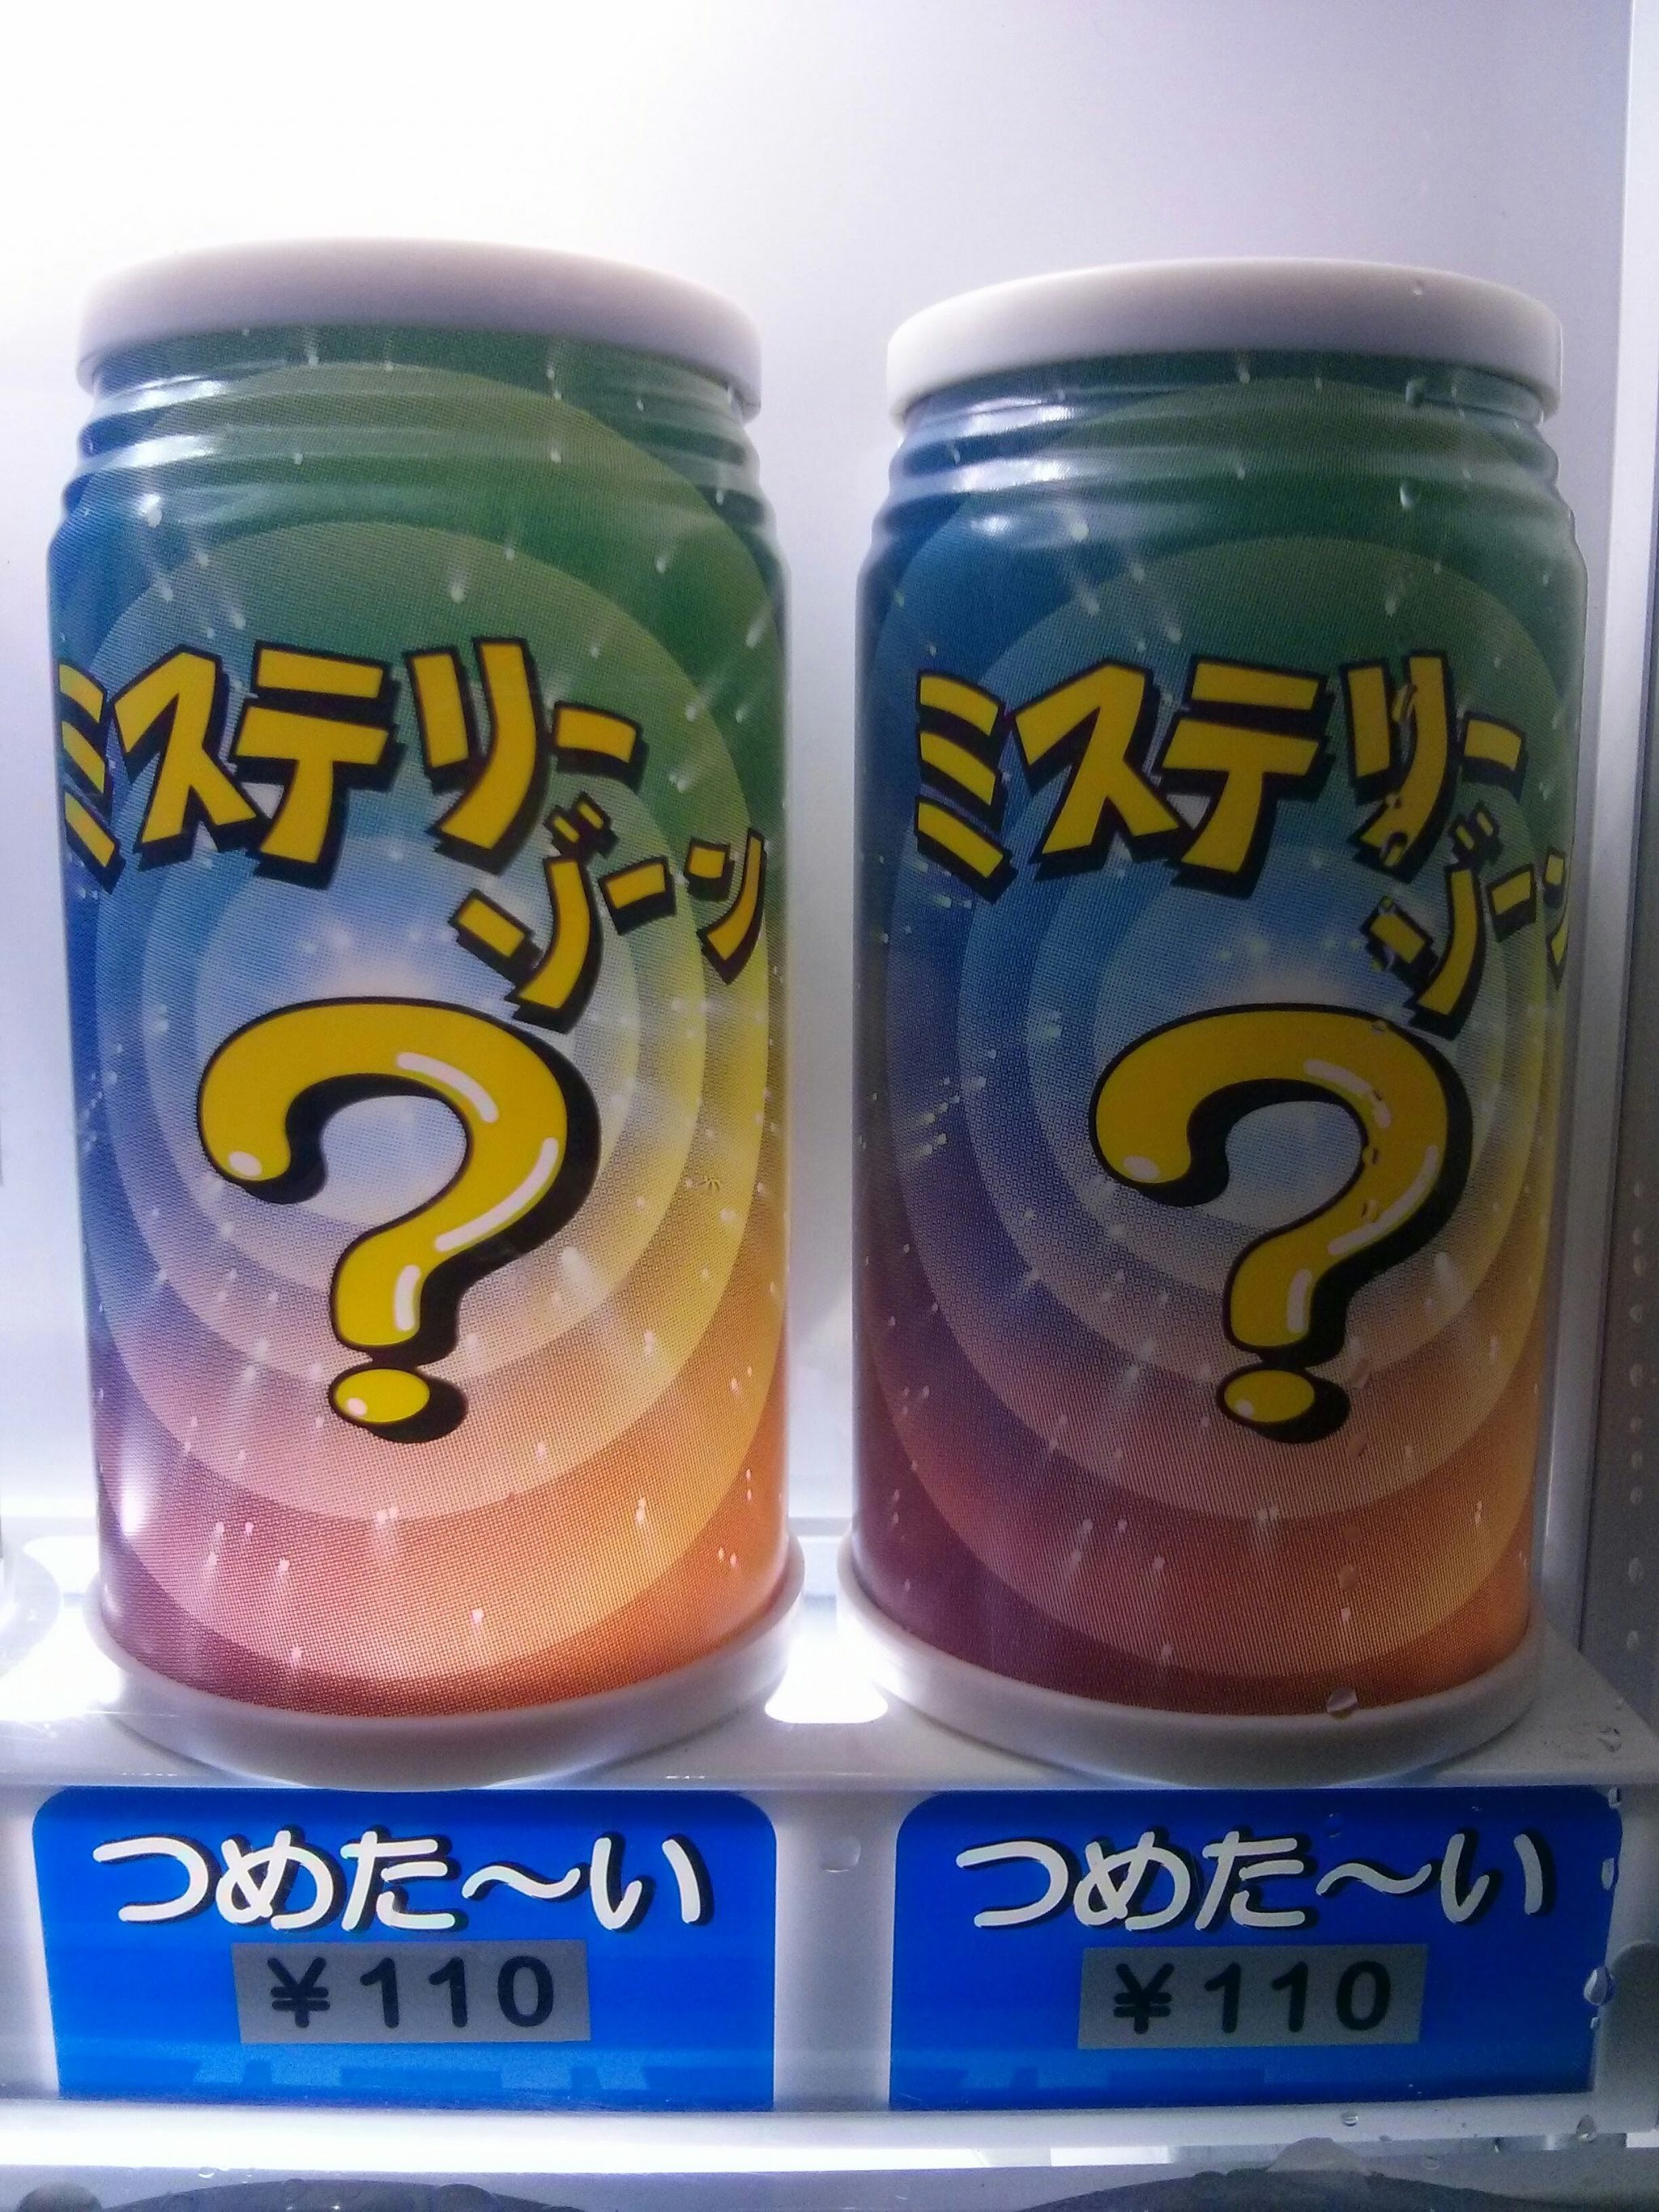 ミステリー
ゾーン
?
ミステリー
ゾーン
?
つめた〜い
¥110
つめた〜い
¥110